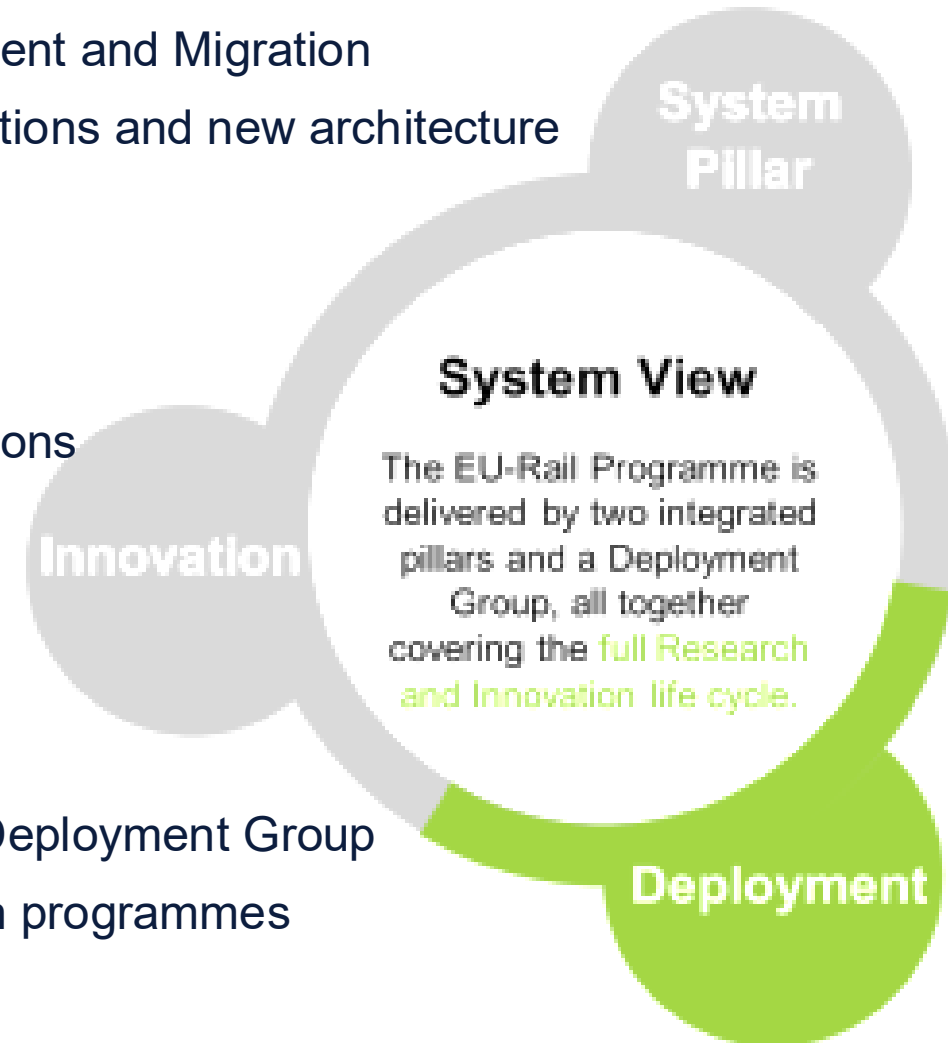 ent and Migration
tions and new architecture
System
Pillar
System View
ons
The EU-Rail Programme is
delivered by two integrated
pillars and a Deployment
Innovation
Group, all together
covering the full Research
and Innovation life cycle.
Deployment Group
Deployment
n programmes